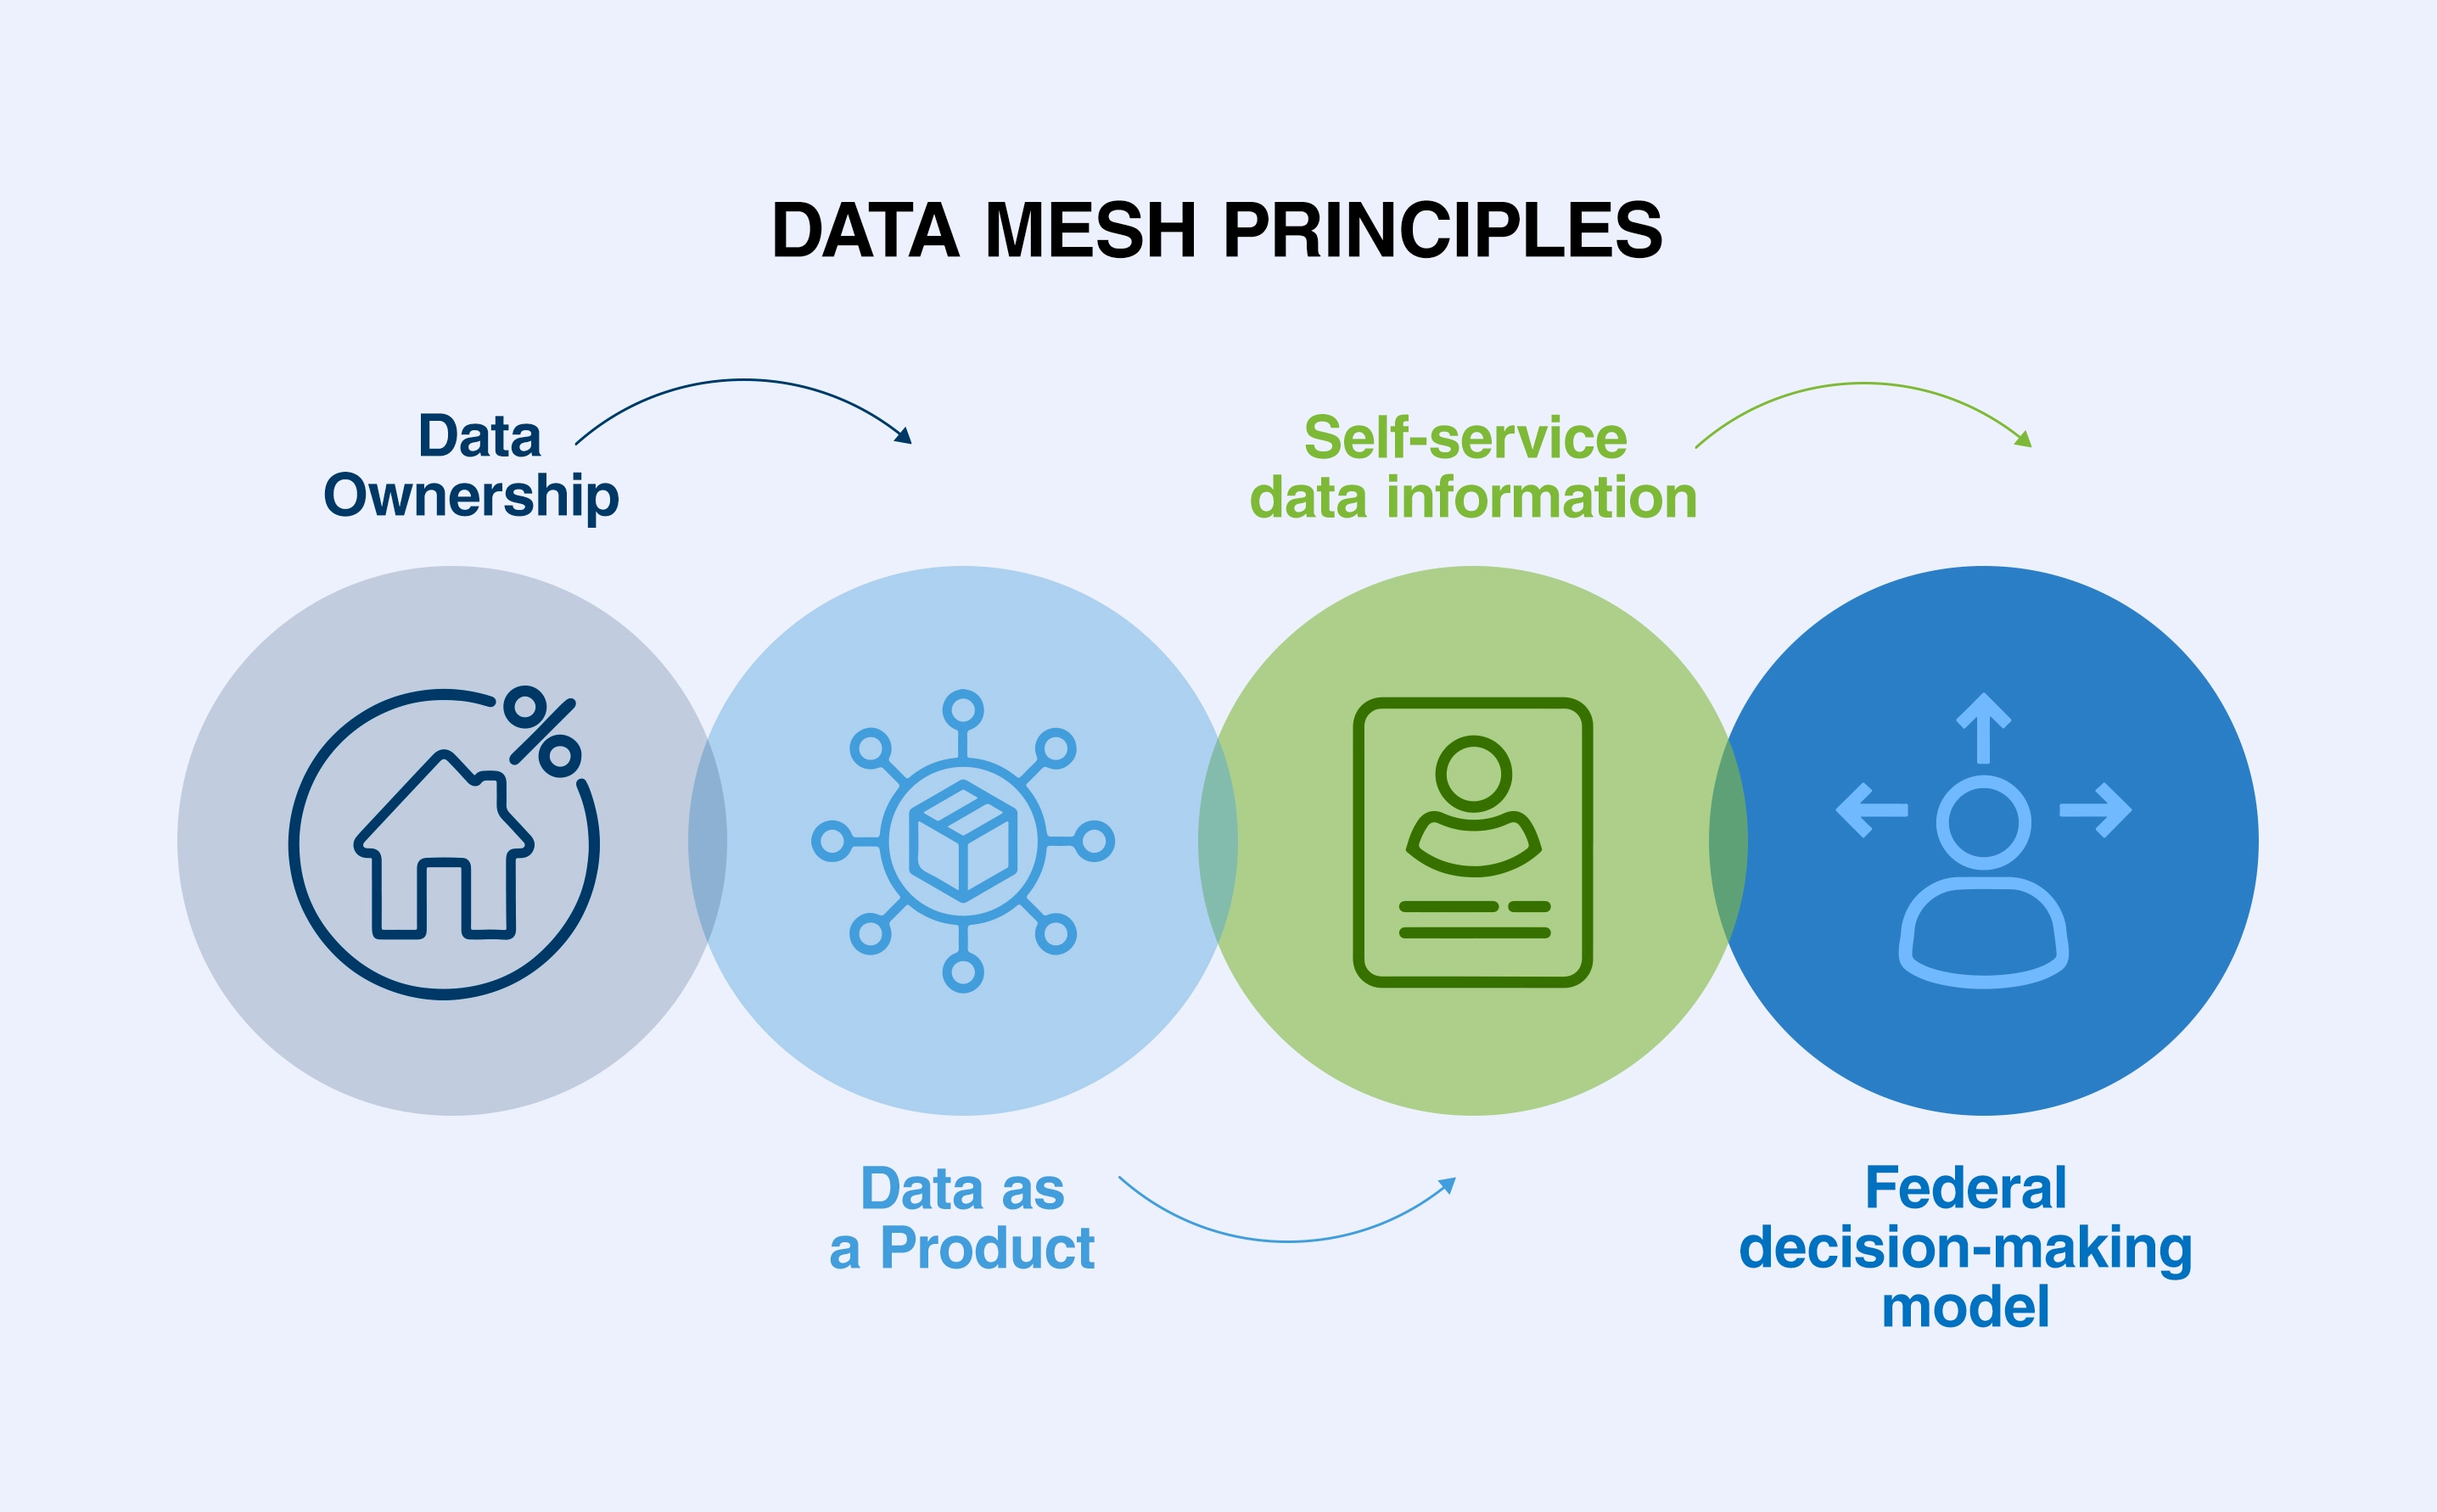 DATA MESH PRINCIPLES
Data
Ownership
Self-service
data information
%
Data as
a Product
Federal
decision-making
model